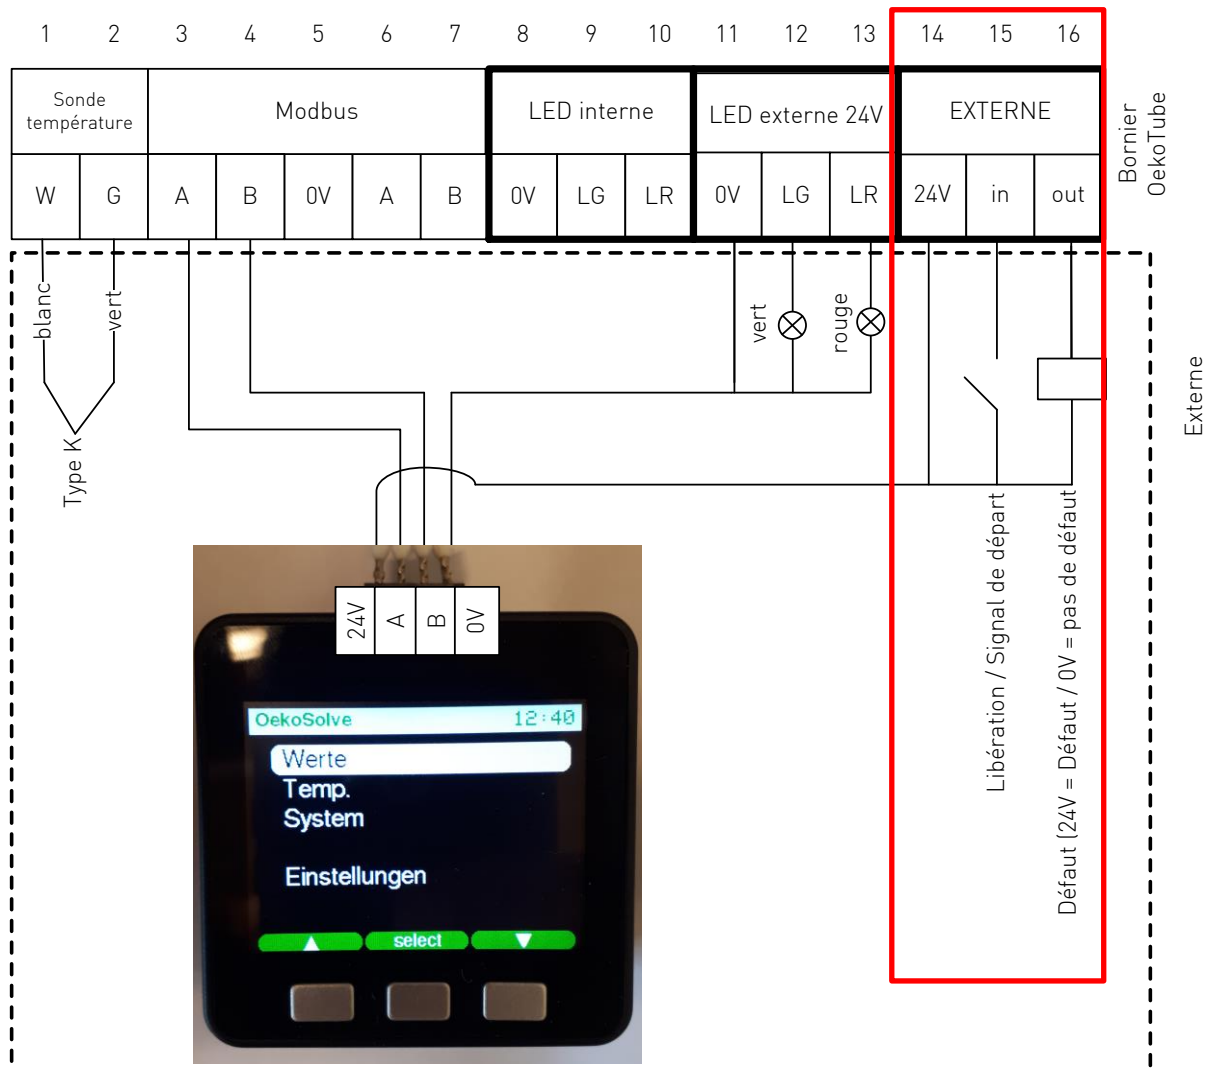 1 2 3 4 5 6 7 8 9 10 11 12 13 14 15 16
Sonde
température
Modbus
LED interne
LED externe 24V
EXTERNE
W G A B 0V A B 0V LG LR 0V LG LR 24V in out
Bornier
OekoTube
blanc
vert
Type K
vert
rouge
Externe
Libération / Signal de départ
Défaut (24V = Défaut / 0V = pas de défaut
24V A B 0V
OekoSolve 12:40
Werte
Temp.
System
Einstellungen
select